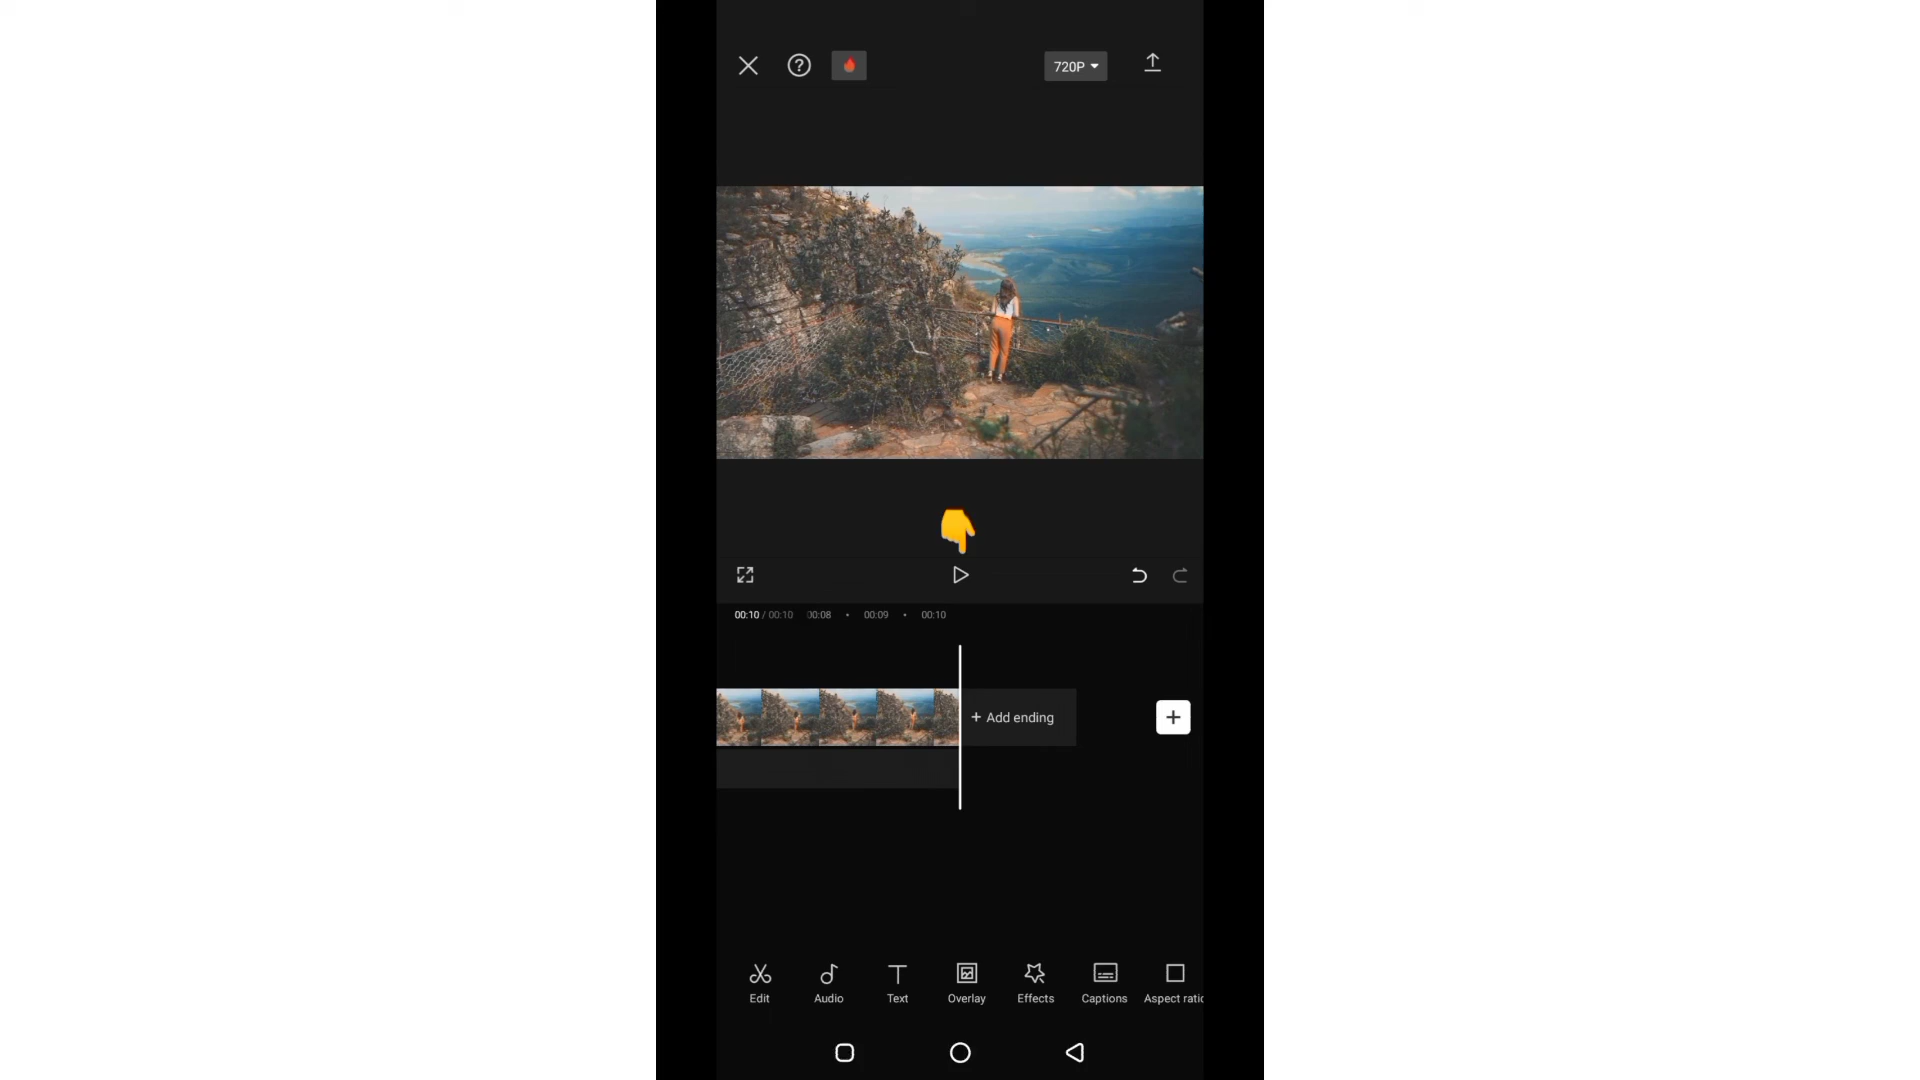 720P
00:10 / 00:10 00:08 00:09 00:10
+ Add ending
Edit Audio Text Overlay Effects Captions Aspect ratio